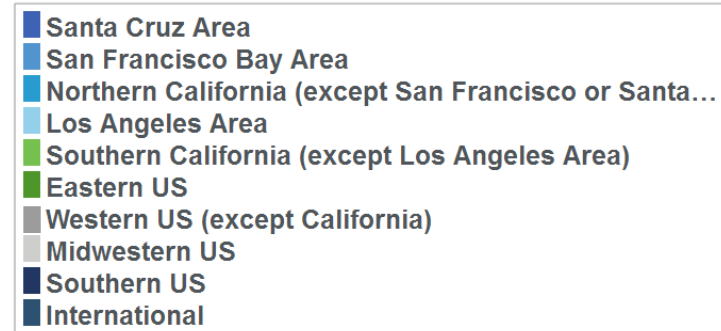 Santa Cruz Area
San Francisco Bay Area
Northern California (except San Francisco or Santa…
Los Angeles Area
Southern California (except Los Angeles Area)
Eastern US
Western US (except California)
Midwestern US
Southern US
International